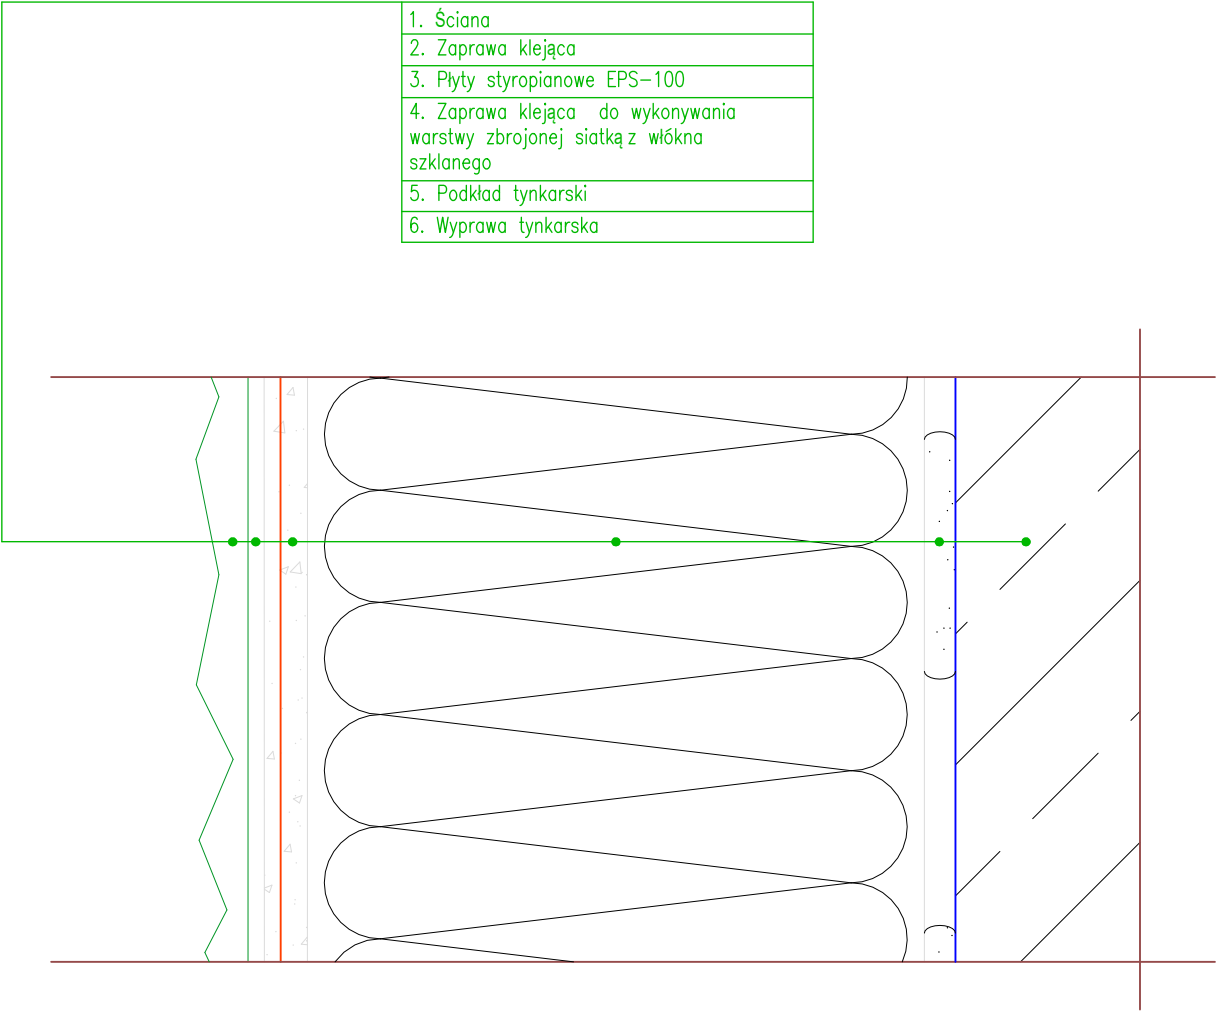 1. Ściana
2. Zaprawa klejąca
3. Płyty styropianowe EPS-100
4. Zaprawa klejąca do wykonywania
warstwy zbrojonej siatką z włókna
szklanego
5. Podkład tynkarski
6. Wyprawa tynkarska